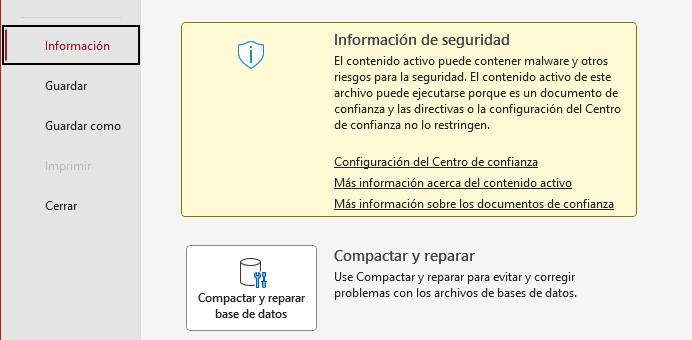 Información
Guardar
Guardar como
Imprimir
Cerrar
Información de seguridad
El contenido activo puede contener malware y otros
riesgos para la seguridad. El contenido activo de este
archivo puede ejecutarse porque es un documento de
confianza y las directivas o la configuración del Centro
de confianza no lo restringen.
Configuración del Centro de confianza
Más información acerca del contenido activo
Más información sobre los documentos de confianza
Compactar y reparar
base de datos
Compactar y reparar
Use Compactar y reparar para evitar y corregir
problemas con los archivos de bases de datos.